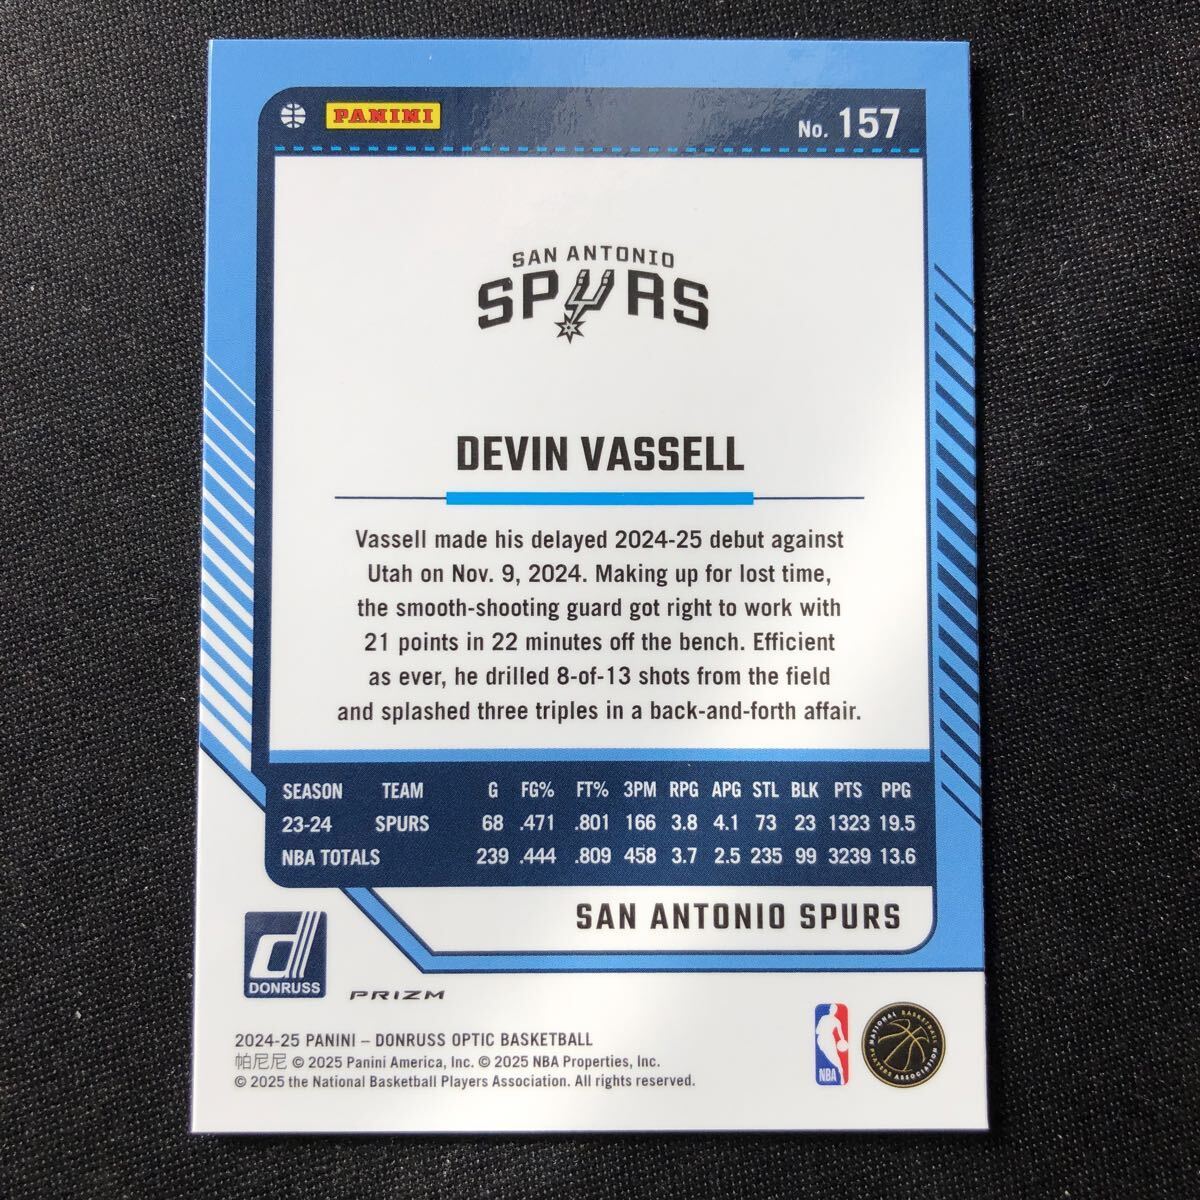 PANINI
No. 157
SAN ANTONIO
SPURS
DEVIN VASSELL
Vassell made his delayed 2024-25 debut against
Utah on Nov. 9, 2024. Making up for lost time,
the smooth-shooting guard got right to work with
21 points in 22 minutes off the bench. Efficient
as ever, he drilled 8-of-13 shots from the field
and splashed three triples in a back-and-forth affair.
SEASON TEAM G FG% FT% 3PM RPG APG STL BLK PTS PPG
23-24 SPURS 68 .471 .801 166 3.8 4.1 73 23 1323 19.5
NBA TOTALS 239 .444 .809 458 3.7 2.5 235 99 3239 13.6
SAN ANTONIO SPURS
d
DONRUSS
PRIZM
2024-25 PANINI – DONRUSS OPTIC BASKETBALL
帕尼尼 © 2025 Panini America, Inc. © 2025 NBA Properties, Inc.
© 2025 the National Basketball Players Association. All rights reserved.
NBA
NATIONAL BASKETBALL PLAYERS ASSOCIATION